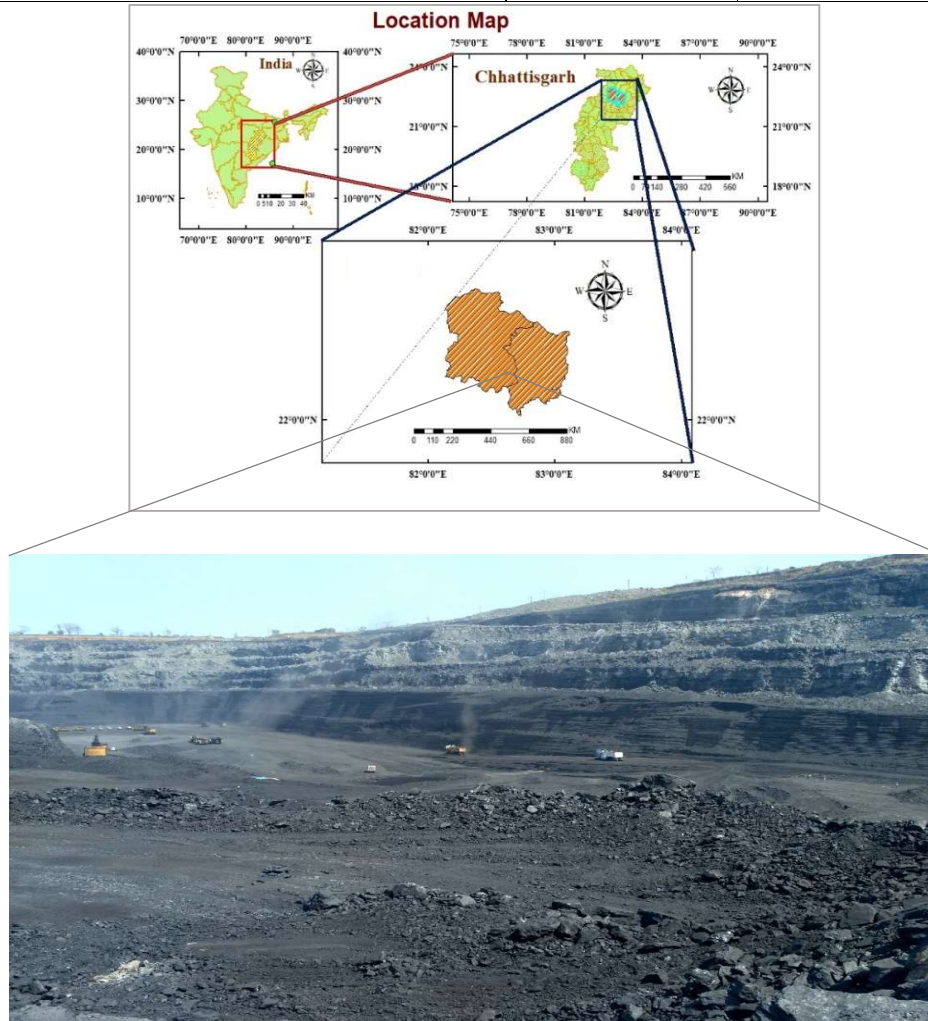 Location Map
70°0'0"E 80°0'0"E 90°0'0"E
40°0'0"N 40°0'0"N
India
N
W E
S
30°0'0"N 30°0'0"N
20°0'0"N 20°0'0"N
10°0'0"N 10°0'0"N
KM
70°0'0"E 80°0'0"E 90°0'0"E
75°0'0"E 78°0'0"E 81°0'0"E 84°0'0"E 87°0'0"E 90°0'0"E
24°0'0"N 24°0'0"N
Chhattisgarh
N
W E
S
21°0'0"N 21°0'0"N
KM
0 70 140 280 420 560
18°0'0"N 18°0'0"N
75°0'0"E 78°0'0"E 81°0'0"E 84°0'0"E 87°0'0"E 90°0'0"E
82°0'0"E 83°0'0"E 84°0'0"E
N
W E
S
22°0'0"N 22°0'0"N
KM
0 110 220 440 660 880
82°0'0"E 83°0'0"E 84°0'0"E